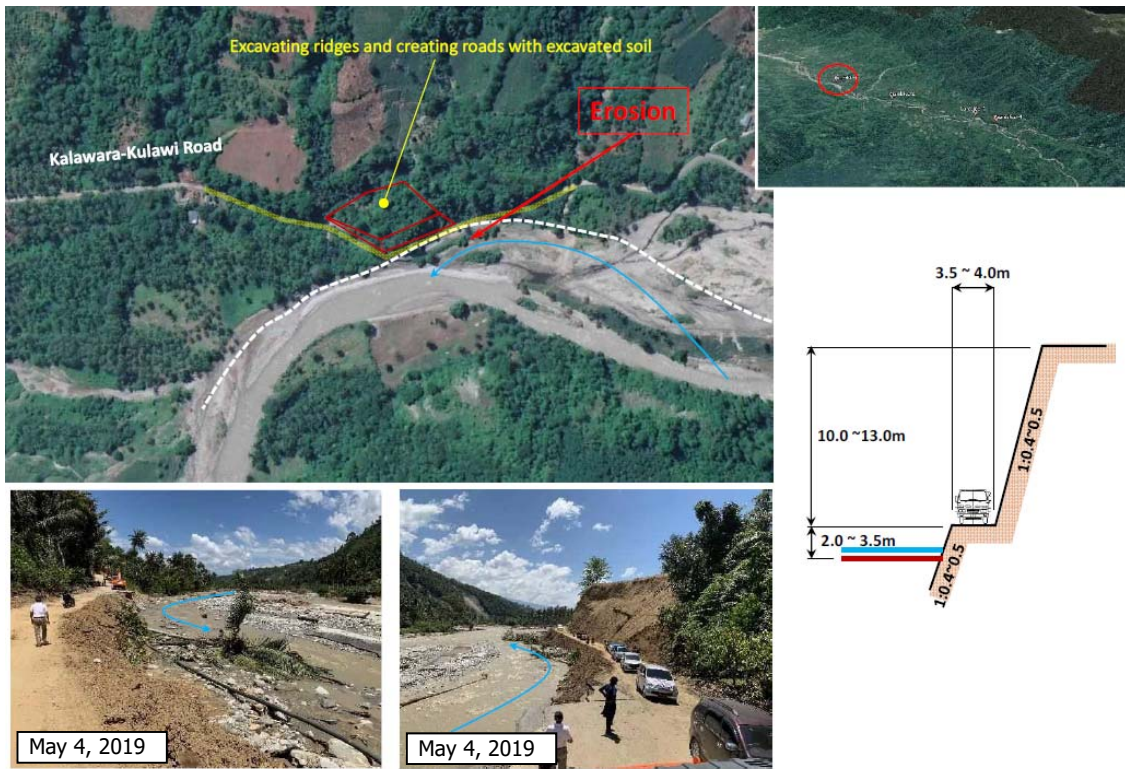 Excavating ridges and creating roads with excavated soil
Erosion
Kalawara-Kulawi Road
3.5 ~ 4.0m
10.0 ~13.0m
1:0.4~0.5
2.0 ~ 3.5m
1:0.4~0.5
May 4, 2019
May 4, 2019